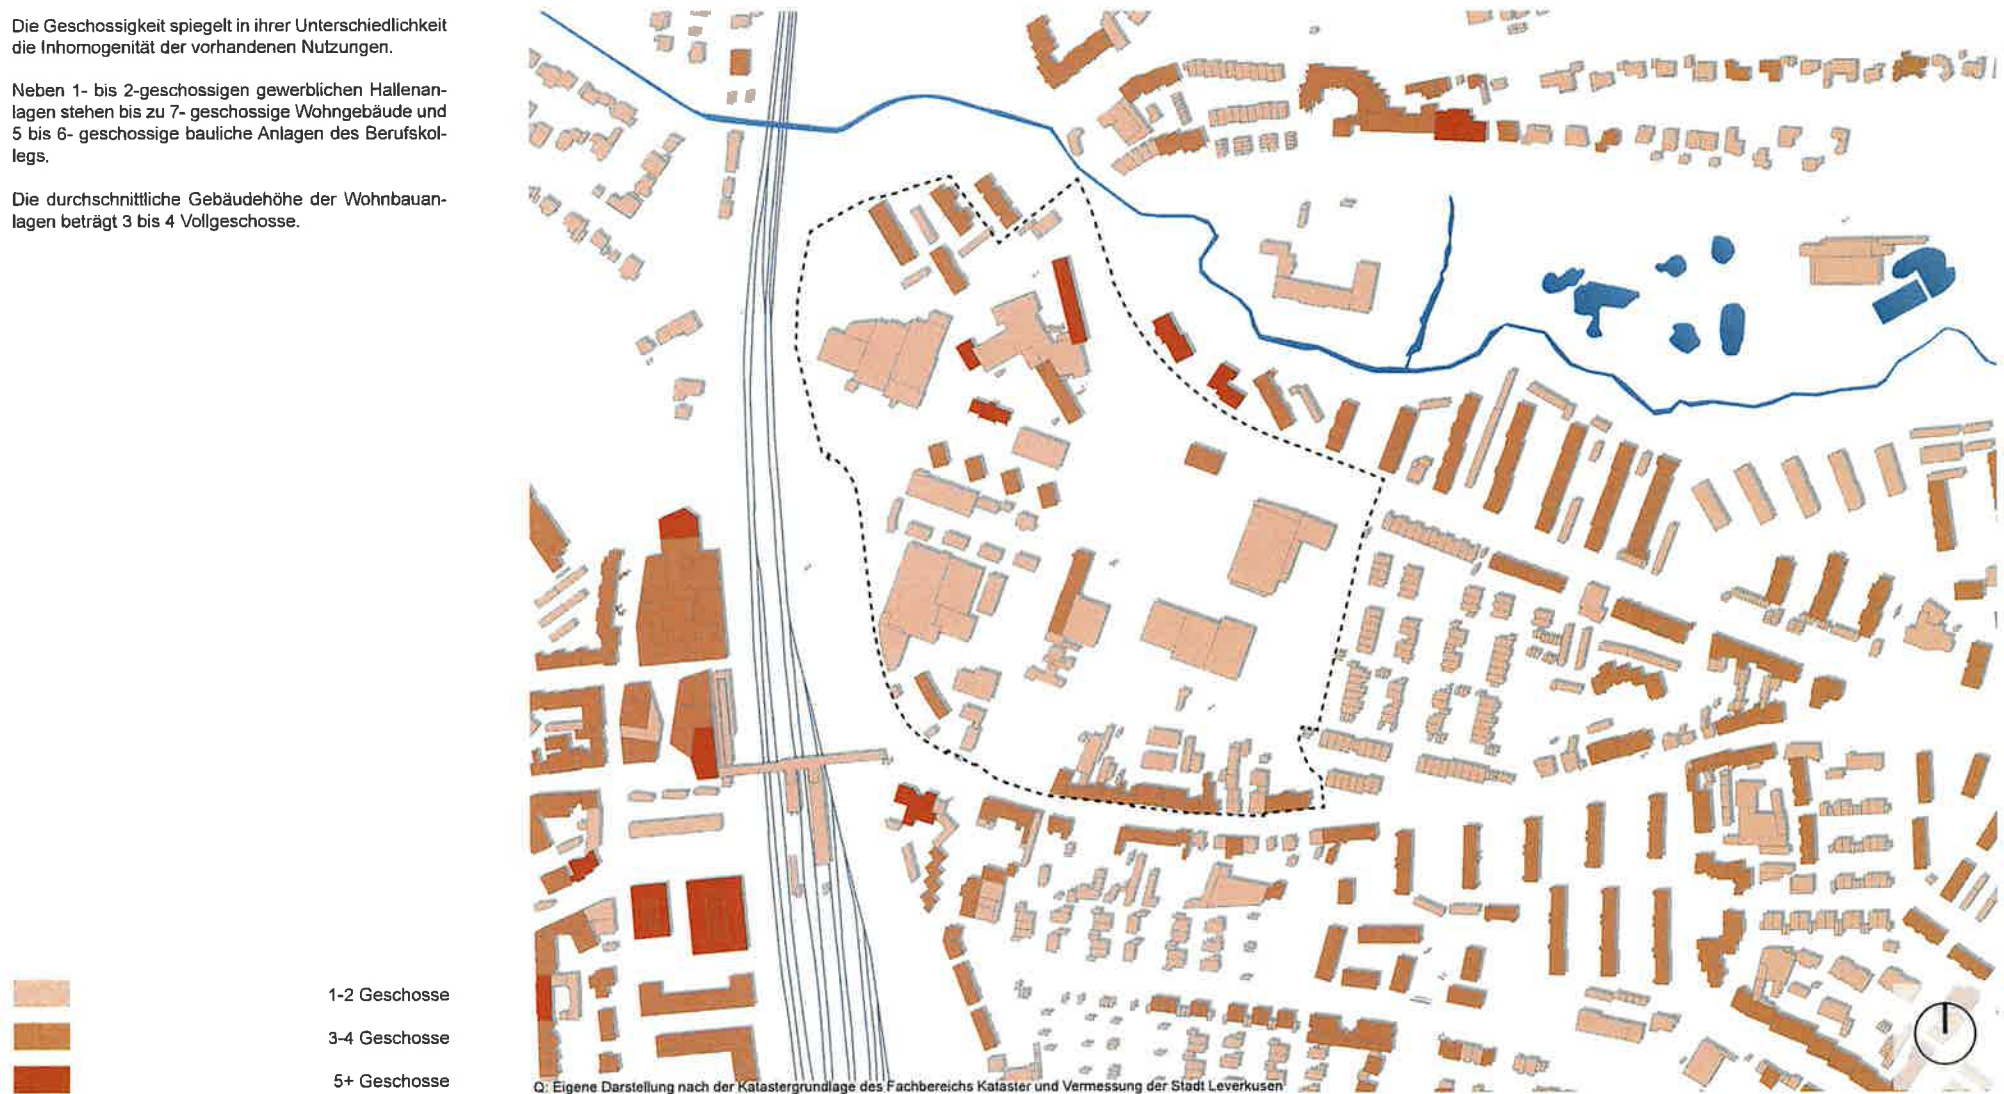 Die Geschossigkeit spiegelt in ihrer Unterschiedlichkeit
die Inhomogenität der vorhandenen Nutzungen.
Neben 1- bis 2-geschossigen gewerblichen Hallenan-
lagen stehen bis zu 7- geschossige Wohngebäude und
5 bis 6- geschossige bauliche Anlagen des Berufskol-
legs.
Die durchschnittliche Gebäudehöhe der Wohnbauan-
lagen beträgt 3 bis 4 Vollgeschosse.
1-2 Geschosse
3-4 Geschosse
5+ Geschosse
Q: Eigene Darstellung nach der Katastergrundlage des Fachbereichs Kataster und Vermessung der Stadt Leverkusen